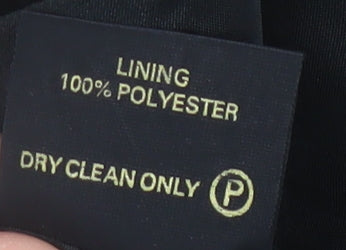 LINING
100% POLYESTER
DRY CLEAN ONLY P